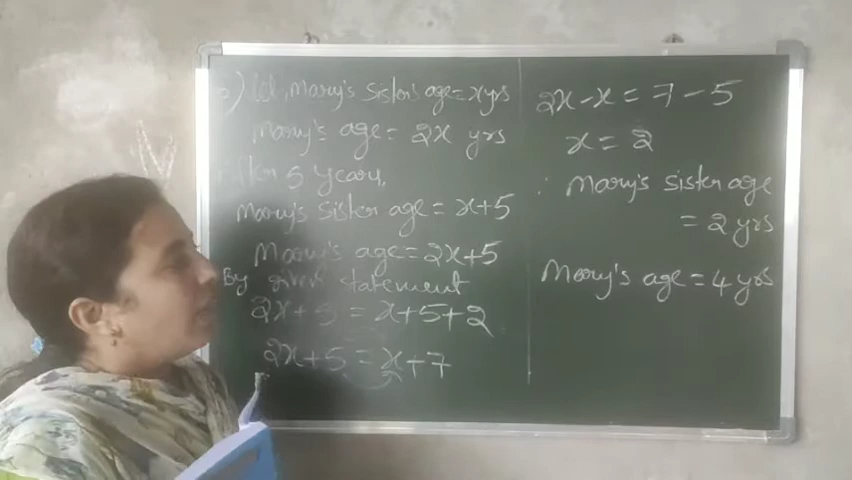 2) Let, Mary's Sister's age = x yrs
Mary's age = 2x yrs
After 5 years,
Mary's Sister age = x+5
Mary's age = 2x+5
By given statement
2x+5 = x+5+2
2x+5 = x+7
2x-x = 7-5
x = 2
∴ Mary's sister age
= 2 yrs
Mary's age = 4 yrs